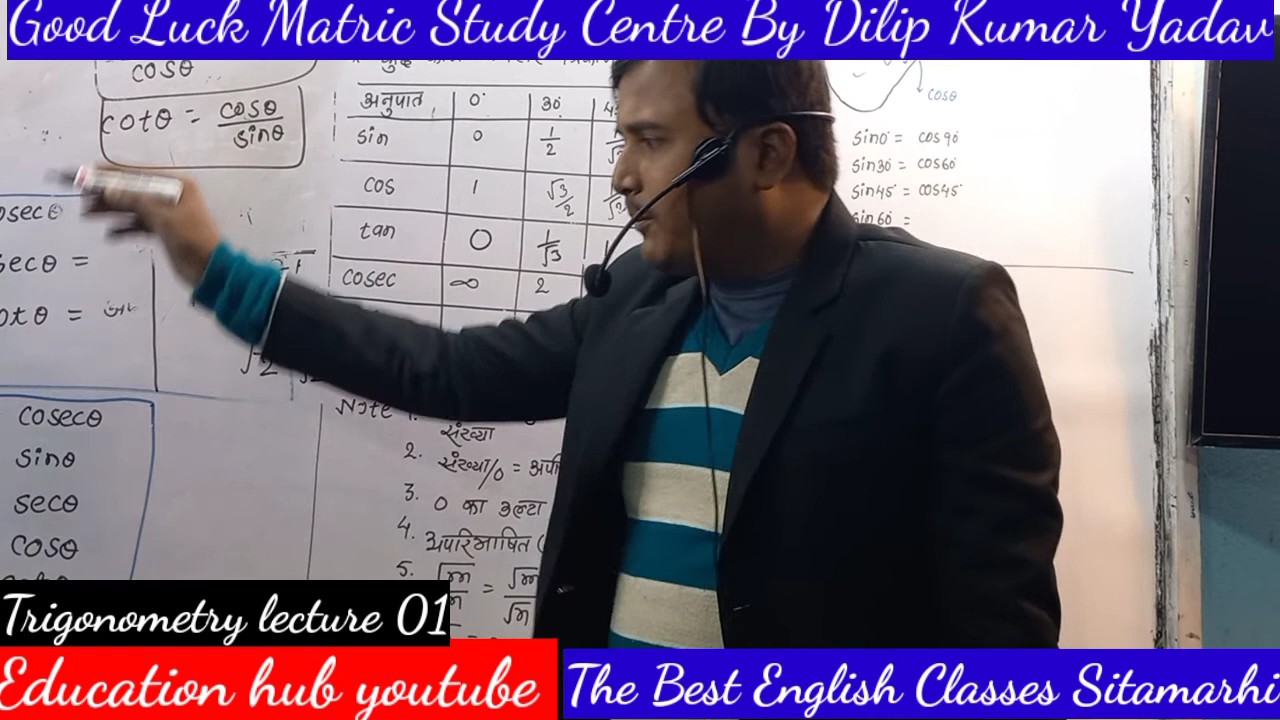 Good Luck Matric Study Centre By Dilip Kumar Yadav
cosθ
cotθ = cosθ/sinθ
secθ =
otθ =
cosecθ
sinθ
secθ
cosθ
अनुपात 0° 30°
sin 0 1/2
cos 1 √3/2
tan 0 1/√3
cosec ∞ 2
Note 1.
संख्या
2. संख्या/0 =
3. 0 का उल्टा
4. अपरिभाषित (
5.
cosθ
sin0° = cos90°
sin30° = cos60°
sin45° = cos45°
sin60° =
Trigonometry lecture 01
Education hub youtube
The Best English Classes Sitamarhi